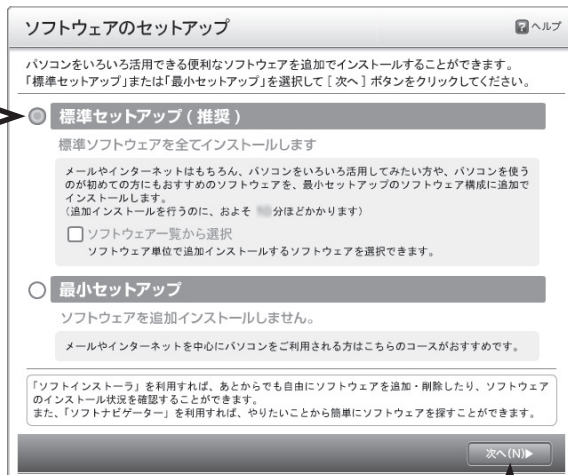 ソフトウェアのセットアップ
?ヘルプ
パソコンをいろいろ活用できる便利なソフトウェアを追加でインストールすることができます。
「標準セットアップ」または「最小セットアップ」を選択して [ 次へ ] ボタンをクリックしてください。
標準セットアップ ( 推奨 )
標準ソフトウェアを全てインストールします
メールやインターネットはもちろん、パソコンをいろいろ活用してみたい方や、パソコンを使う
のが初めての方にもおすすめのソフトウェアを、最小セットアップのソフトウェア構成に追加で
インストールします。
(追加インストールを行うのに、およそ 分ほどかかります)
ソフトウェア一覧から選択
ソフトウェア単位で追加インストールするソフトウェアを選択できます。
最小セットアップ
ソフトウェアを追加インストールしません。
メールやインターネットを中心にパソコンをご利用される方はこちらのコースがおすすめです。
「ソフトインストーラ」を利用すれば、あとからでも自由にソフトウェアを追加・削除したり、ソフトウェア
のインストール状況を確認することができます。
また、「ソフトナビゲーター」を利用すれば、やりたいことから簡単にソフトウェアを探すことができます。
次へ(N)▶